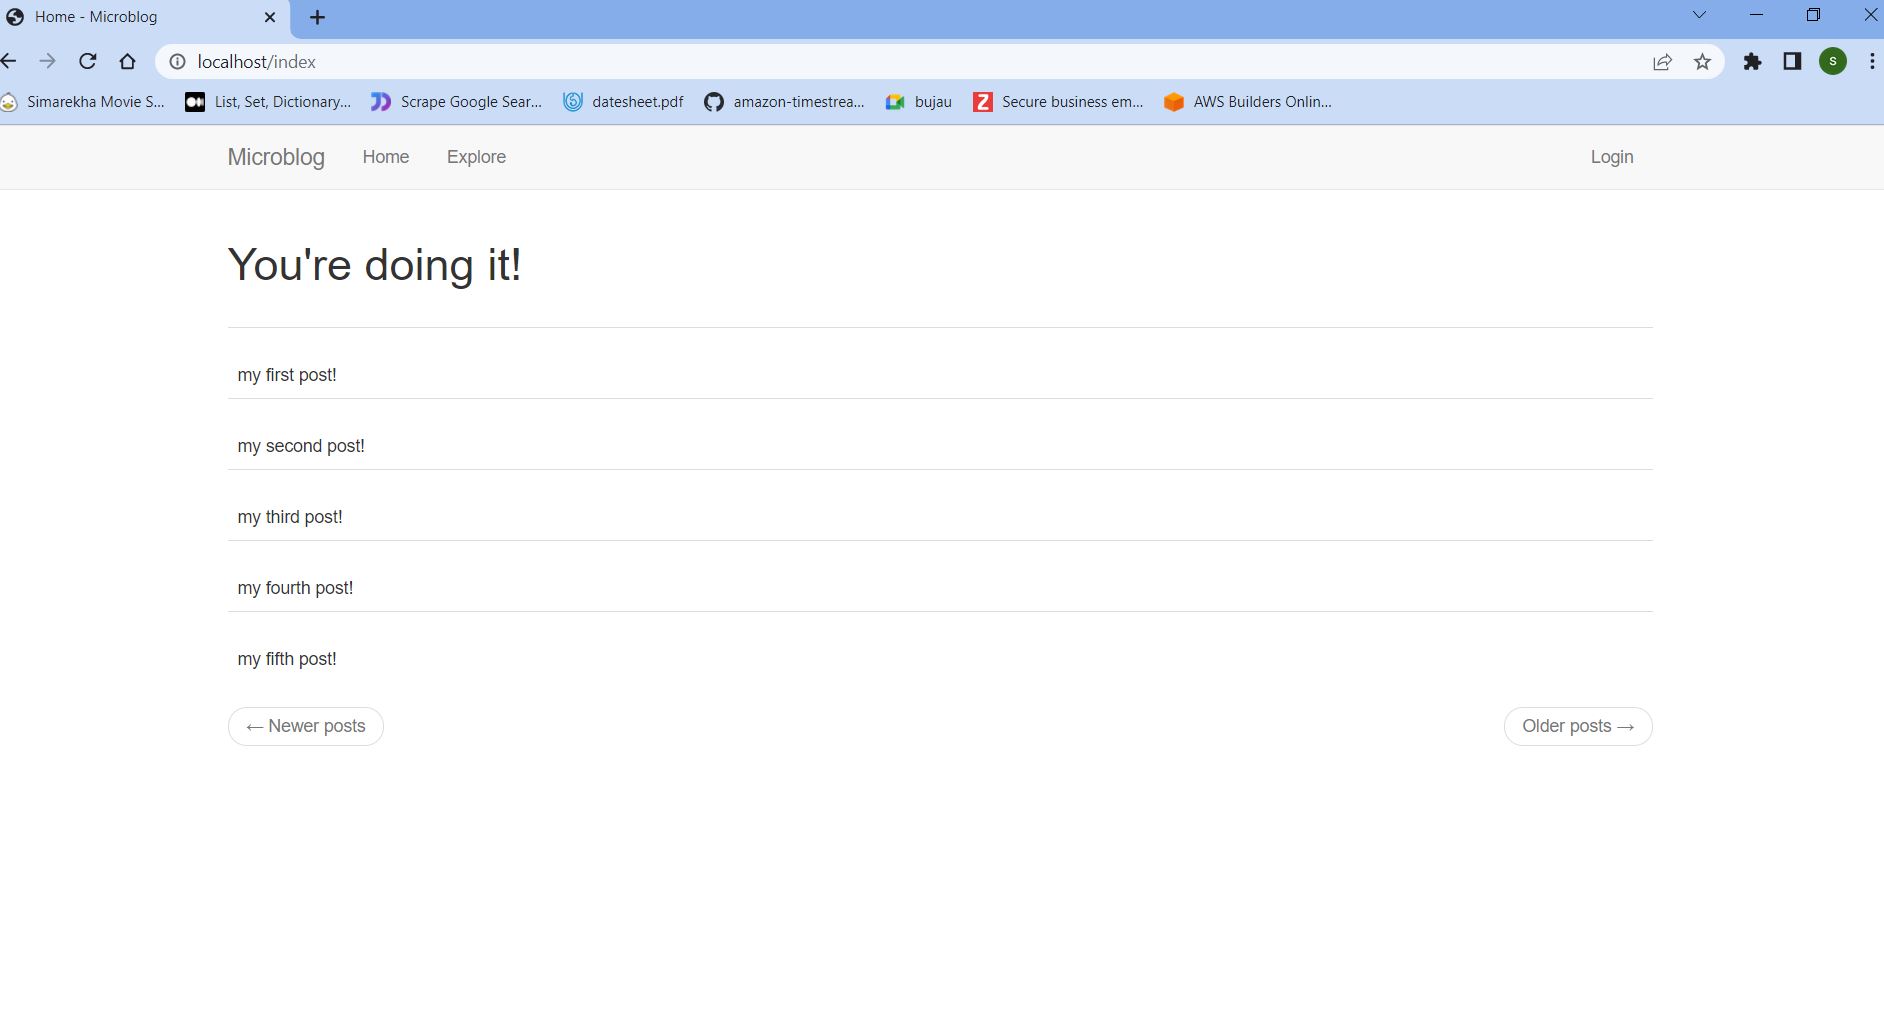 Home - Microblog
localhost/index
Simarekha Movie S... List, Set, Dictionary... Scrape Google Sear... datesheet.pdf amazon-timestrea... bujau Secure business em... AWS Builders Onlin...
Microblog Home Explore Login
You're doing it!
my first post!
my second post!
my third post!
my fourth post!
my fifth post!
← Newer posts Older posts →